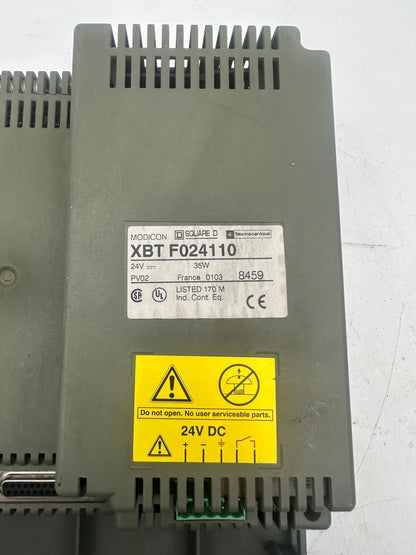 MODICON SQUARE D Telemecanique
XBT F024110
24V 35W
PV02 France 0103 8459
LISTED 170 M
Ind. Cont. Eq.
Do not open. No user serviceable parts.
24V DC
+ −